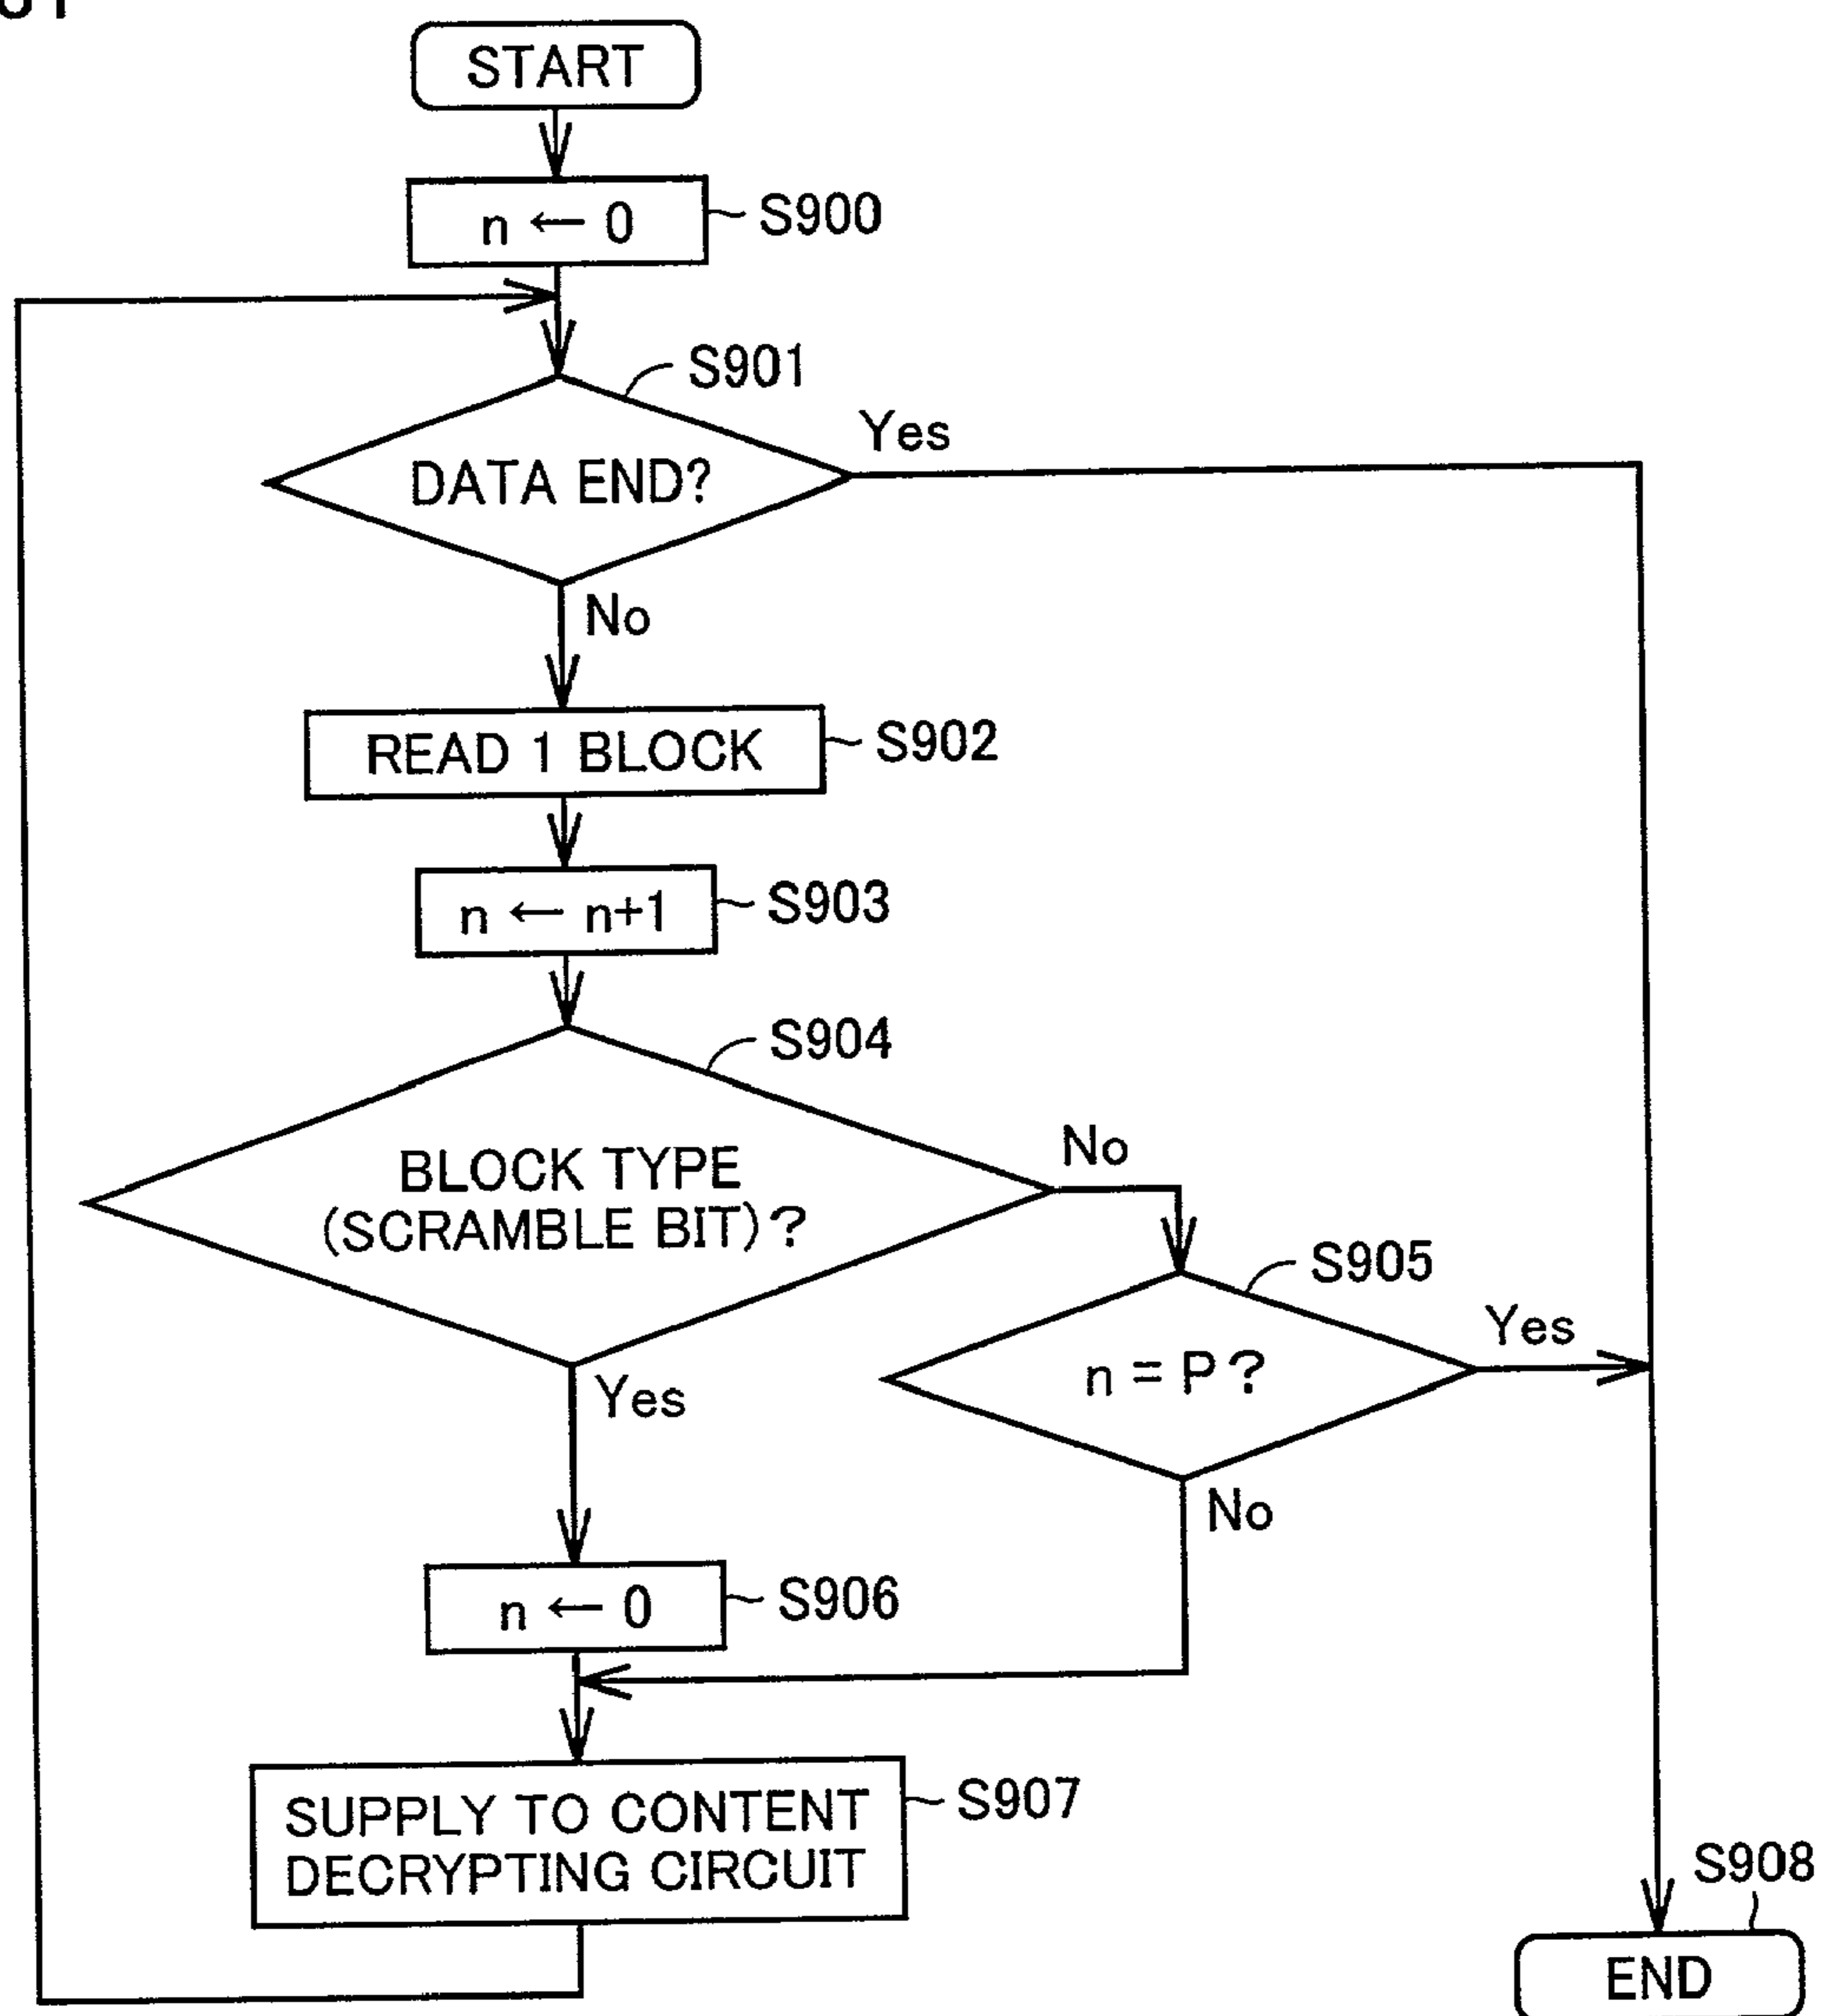 START
n ← 0
S900
S901
Yes
DATA END?
No
READ 1 BLOCK
S902
n ← n+1
S903
S904
No
BLOCK TYPE
(SCRAMBLE BIT)?
S905
Yes
n = P?
Yes
No
n ← 0
S906
SUPPLY TO CONTENT
DECRYPTING CIRCUIT
S907
S908
END